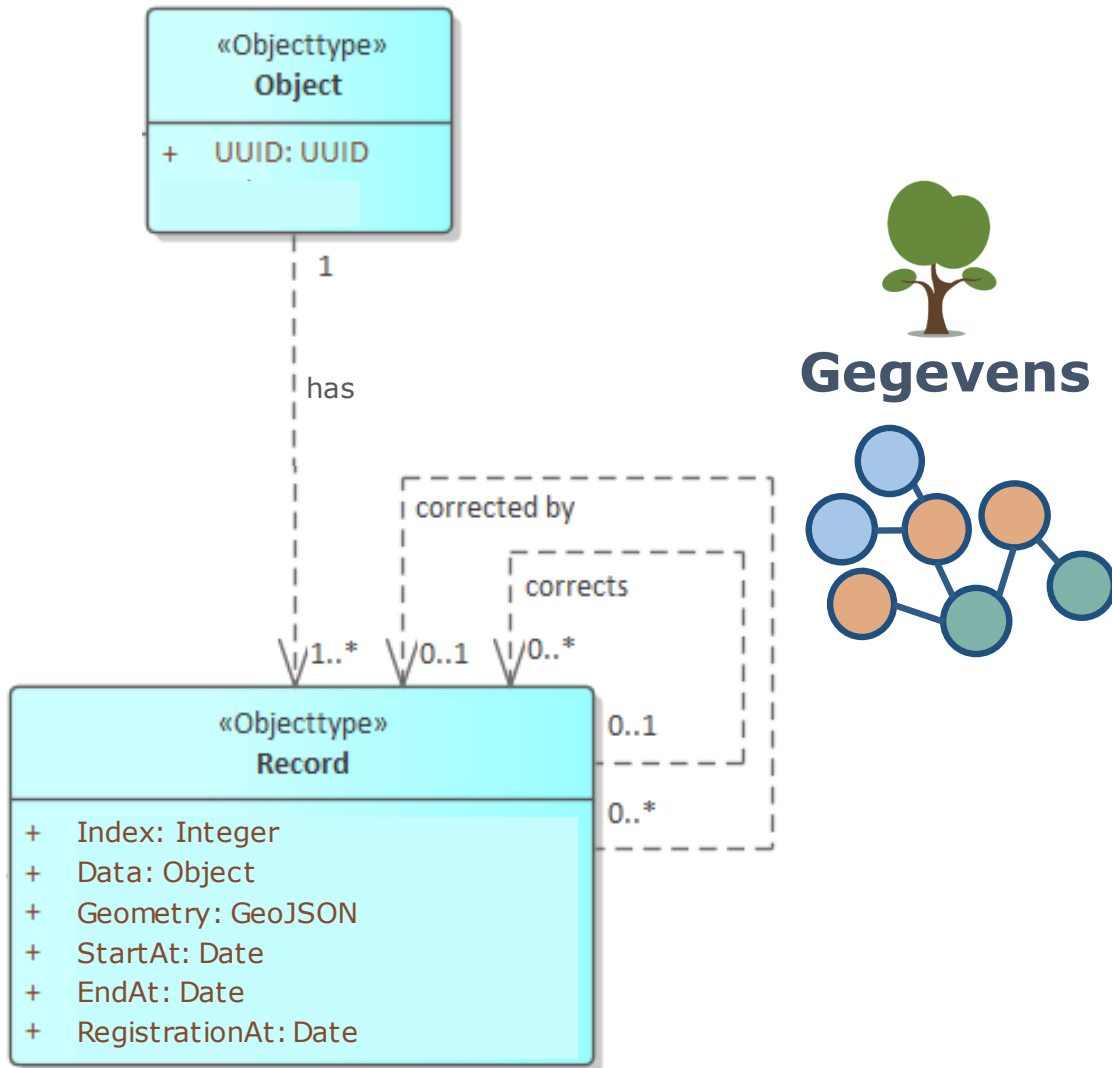 «Objecttype»
Object
+ UUID: UUID
1
has
Gegevens
corrected by
corrects
1..*
0..1
0..*
«Objecttype»
Record
0..1
0..*
+ Index: Integer
+ Data: Object
+ Geometry: GeoJSON
+ StartAt: Date
+ EndAt: Date
+ RegistrationAt: Date